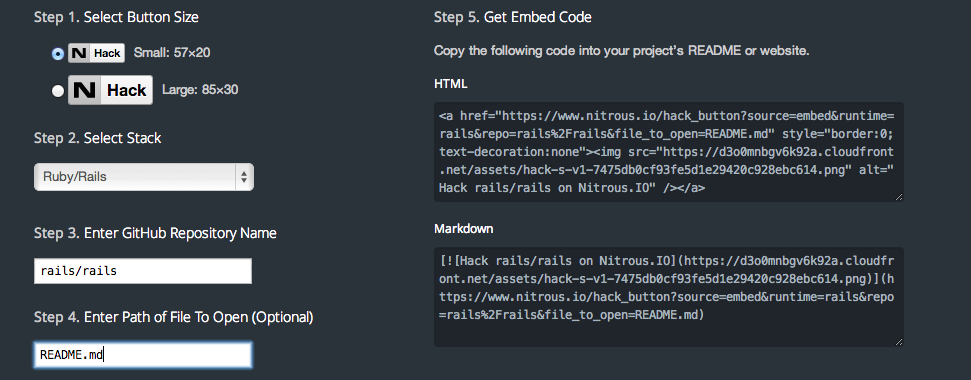 Step 1. Select Button Size
N Hack Small: 57×20
N Hack Large: 85×30
Step 2. Select Stack
Ruby/Rails
Step 3. Enter GitHub Repository Name
rails/rails
Step 4. Enter Path of File To Open (Optional)
README.md
Step 5. Get Embed Code
Copy the following code into your project's README or website.
HTML
<a href="https://www.nitrous.io/hack_button?source=embed&runtime=
rails&repo=rails%2Frails&file_to_open=README.md" style="border:0;
text-decoration:none"><img src="https://d3o0mnbgv6k92a.cloudfront
.net/assets/hack-s-v1-7475db0cf93fe5d1e29420c928ebc614.png" alt="
Hack rails/rails on Nitrous.IO" /></a>
Markdown
[![Hack rails/rails on Nitrous.IO](https://d3o0mnbgv6k92a.cloudfr
ont.net/assets/hack-s-v1-7475db0cf93fe5d1e29420c928ebc614.png)](h
ttps://www.nitrous.io/hack_button?source=embed&runtime=rails&repo
=rails%2Frails&file_to_open=README.md)